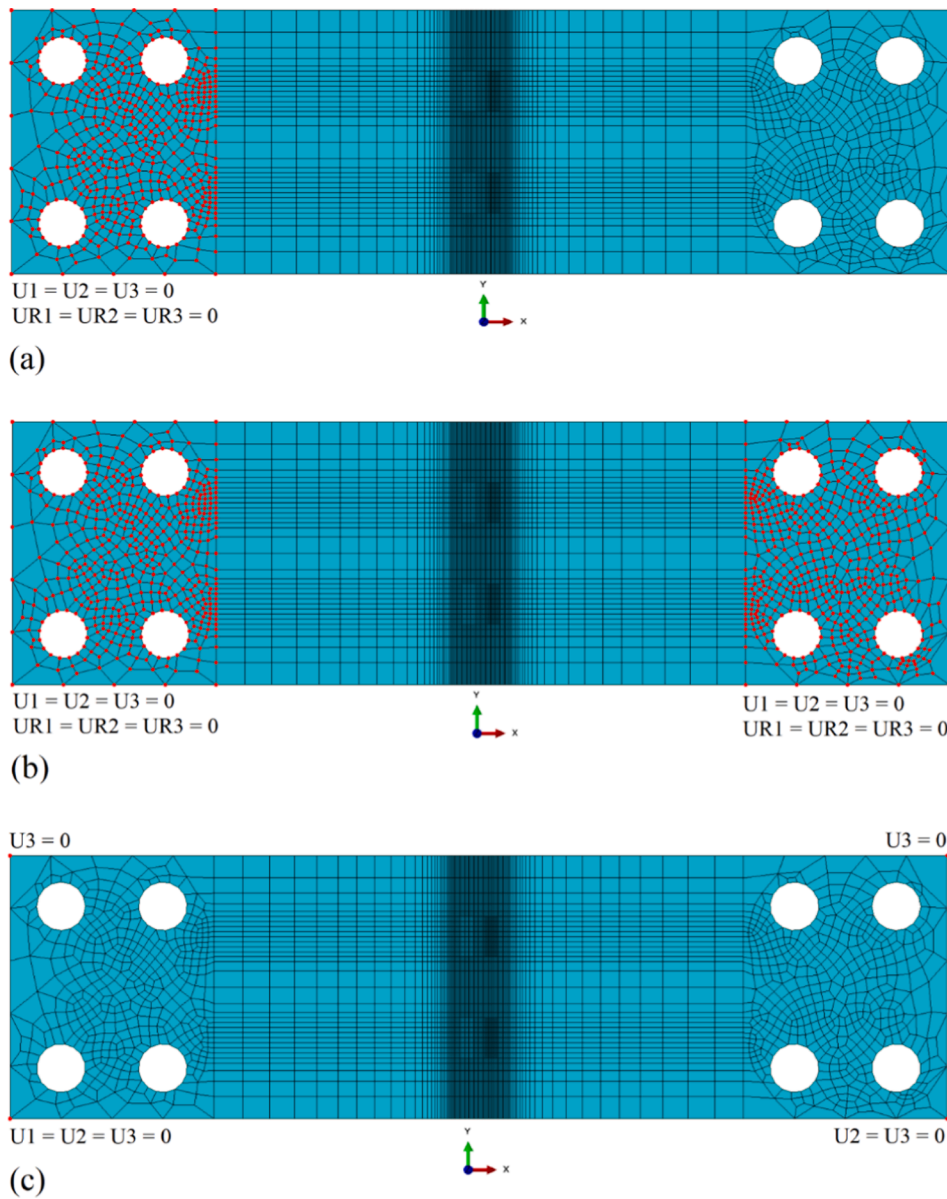 U1 = U2 = U3 = 0
UR1 = UR2 = UR3 = 0
Y
X
(a)
U1 = U2 = U3 = 0
UR1 = UR2 = UR3 = 0
Y
X
U1 = U2 = U3 = 0
UR1 = UR2 = UR3 = 0
(b)
U3 = 0
U3 = 0
U1 = U2 = U3 = 0
Y
X
U2 = U3 = 0
(c)